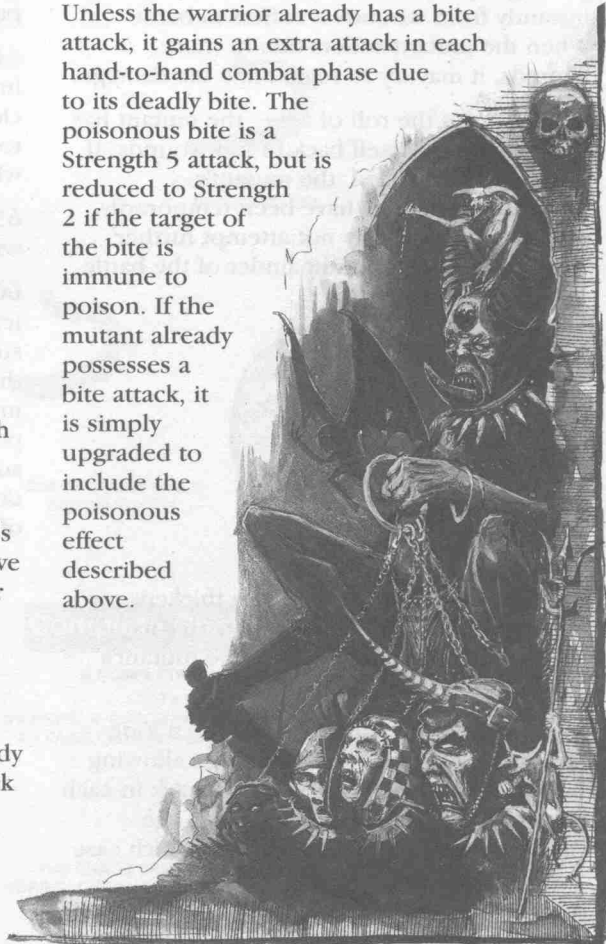 Unless the warrior already has a bite
attack, it gains an extra attack in each
hand-to-hand combat phase due
to its deadly bite. The
poisonous bite is a
Strength 5 attack, but is
reduced to Strength
2 if the target of
the bite is
immune to
poison. If the
mutant already
possesses a
bite attack, it
is simply
upgraded to
include the
poisonous
effect
described
above.